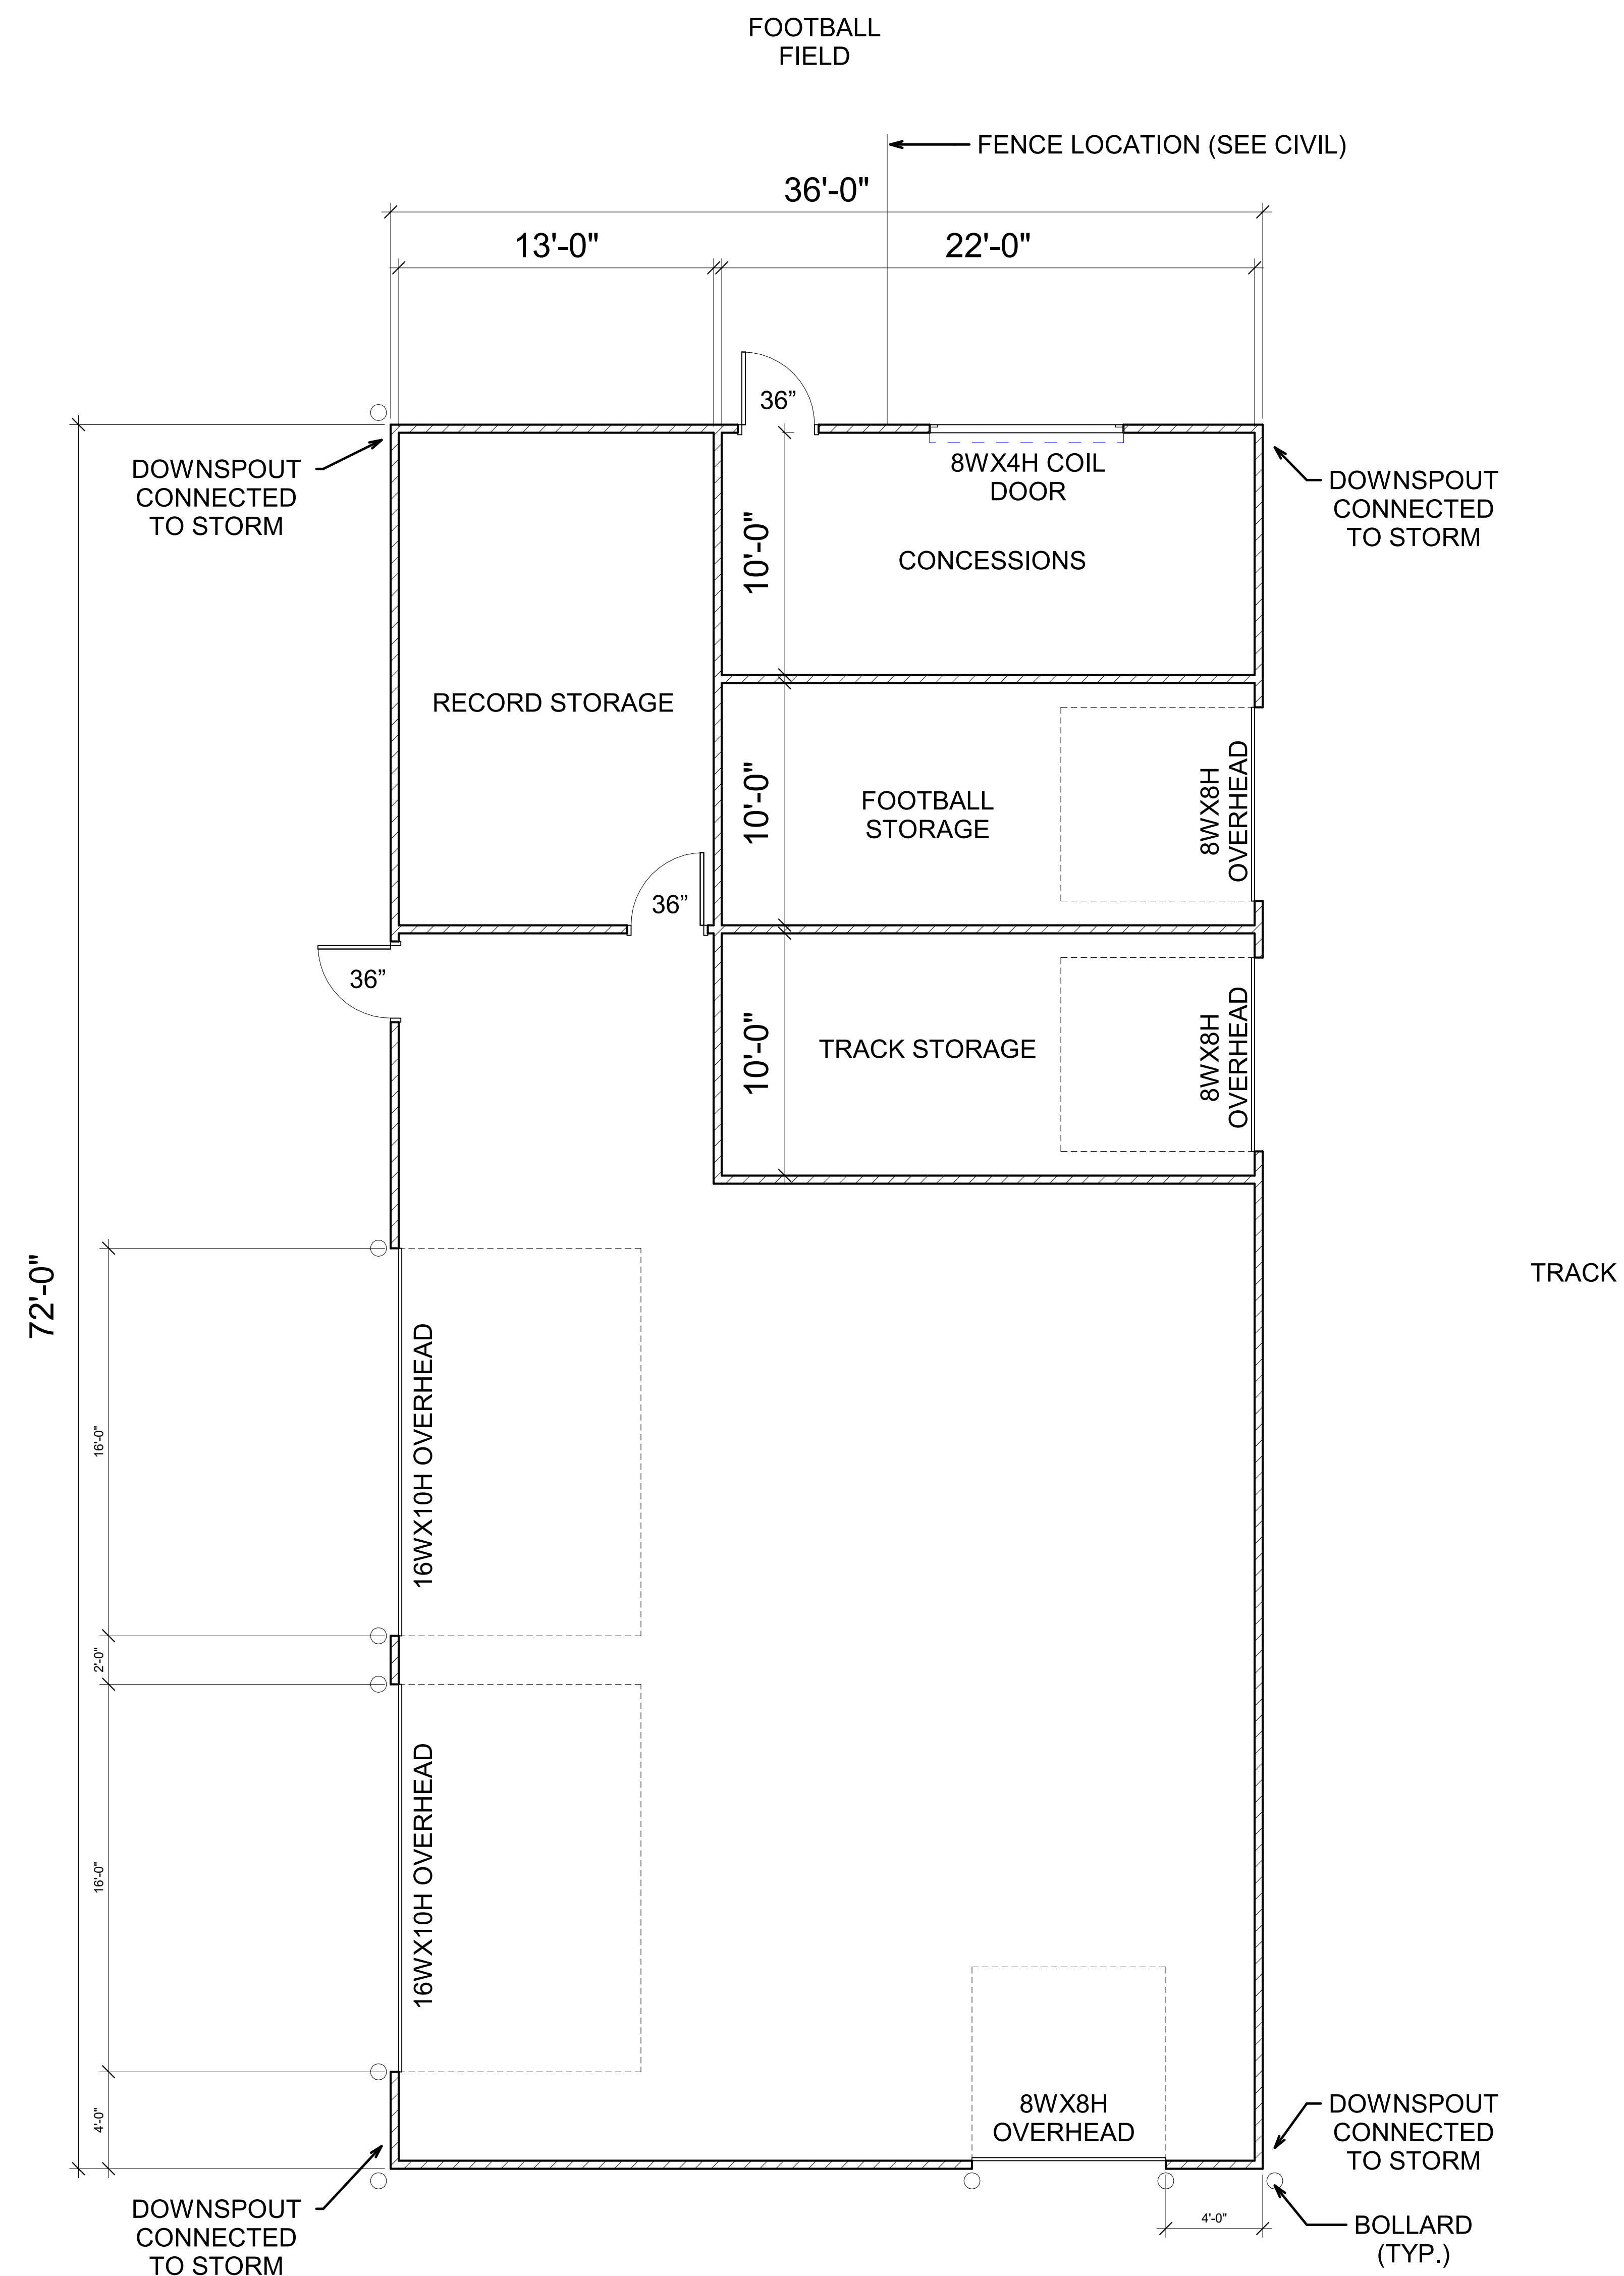 FOOTBALL
FIELD
FENCE LOCATION (SEE CIVIL)
36'-0"
13'-0"
22'-0"
36”
DOWNSPOUT
CONNECTED
TO STORM
8WX4H COIL
DOOR
DOWNSPOUT
CONNECTED
TO STORM
10'-0"
CONCESSIONS
RECORD STORAGE
10'-0"
FOOTBALL
STORAGE
8WX8H
OVERHEAD
36”
36”
10'-0"
TRACK STORAGE
8WX8H
OVERHEAD
72'-0"
TRACK
16'-0"
16WX10H OVERHEAD
2'-0"
16'-0"
16WX10H OVERHEAD
4'-0"
8WX8H
OVERHEAD
DOWNSPOUT
CONNECTED
TO STORM
DOWNSPOUT
CONNECTED
TO STORM
4'-0"
BOLLARD
(TYP.)